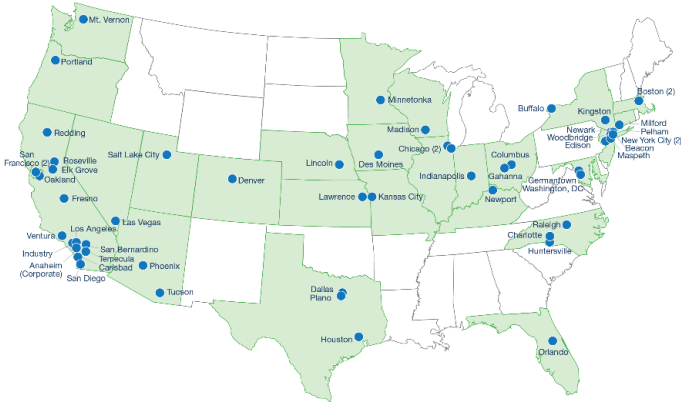 Mt. Vernon
Portland
Redding
San
Francisco (2)
Roseville
Elk Grove
Oakland
Fresno
Salt Lake City
Las Vegas
Los Angeles
Ventura
Industry
Anaheim
(Corporate)
San Bernardino
Temecula
Carlsbad
San Diego
Phoenix
Tucson
Denver
Minnetonka
Madison
Chicago (2)
Des Moines
Lincoln
Lawrence
Kansas City
Indianapolis
Columbus
Gahanna
Newport
Dallas
Plano
Houston
Buffalo
Boston (2)
Kingston
Milford
Pelham
Newark
Woodbridge
Edison
New York City (2)
Beacon
Maspeth
Germantown
Washington, DC
Raleigh
Charlotte
Huntersville
Orlando